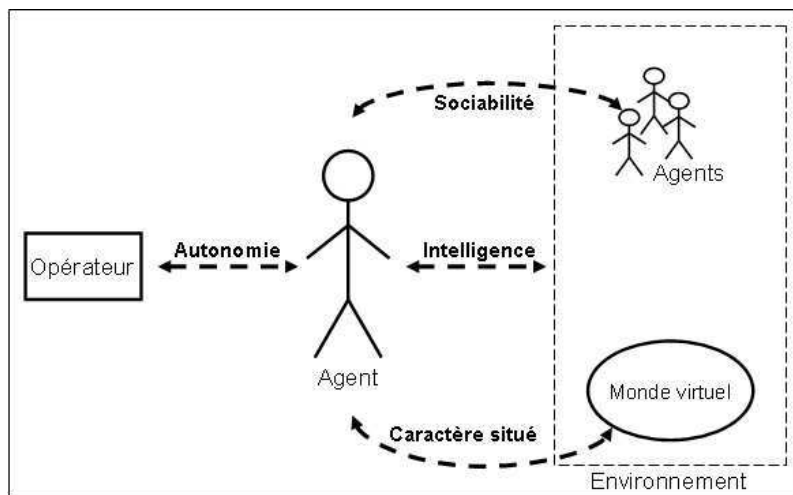 Sociabilité
Agents
Autonomie
Intelligence
Opérateur
Agent
Monde virtuel
Caractère situé
Environnement